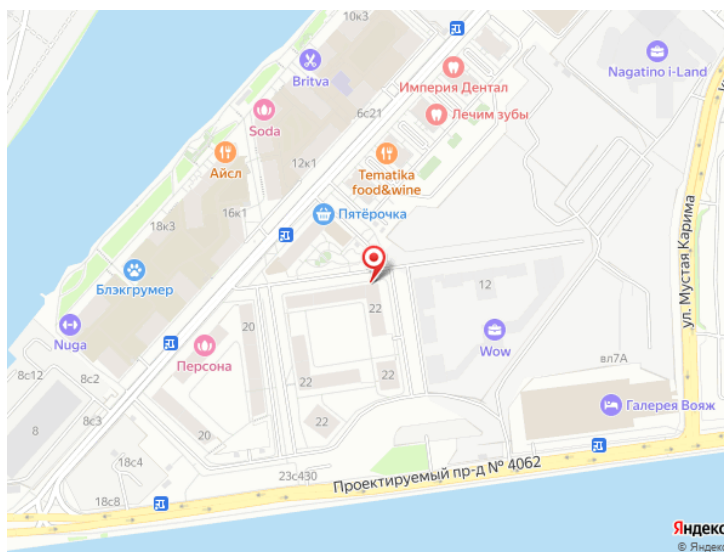 10к3
Britva
Империя Дентал
Nagatino i-Land
6с21
Лечим зубы
Soda
12к1
Айсл
Tematika
food&wine
16к1
Пятёрочка
18к3
ул. Мустая Карима
Блэкгрумер
12
22
20
Nuga
Персона
Wow
8с12
8с2
вл7А
22
22
8с3
Галерея Вояж
8
22
20
18с4
23с430
Проектируемый пр-д № 4062
18с8
Яндекс
© Яндекс